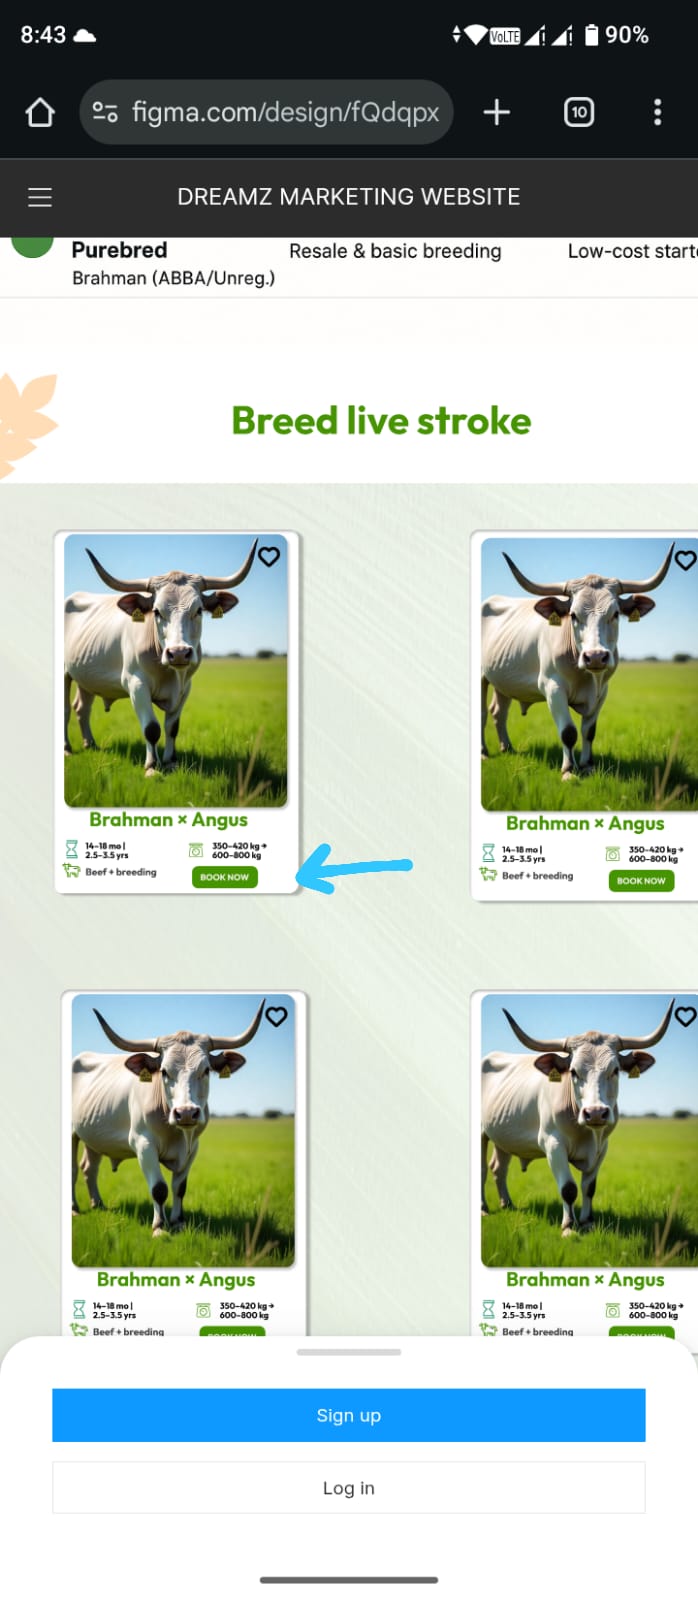 8:43
VoLTE
90%
figma.com/design/fQdqpx
10
DREAMZ MARKETING WEBSITE
Purebred
Resale & basic breeding
Low-cost start
Brahman (ABBA/Unreg.)
Breed live stroke
Brahman × Angus
14–18 mo |
2.5–3.5 yrs
350–420 kg →
600–800 kg
Beef + breeding
BOOK NOW
Brahman × Angus
14–18 mo |
2.5–3.5 yrs
350–420 kg →
600–800 kg
Beef + breeding
BOOK NOW
Brahman × Angus
14–18 mo |
2.5–3.5 yrs
350–420 kg →
600–800 kg
Beef + breeding
BOOK NOW
Brahman × Angus
14–18 mo |
2.5–3.5 yrs
350–420 kg →
600–800 kg
Beef + breeding
BOOK NOW
Sign up
Log in